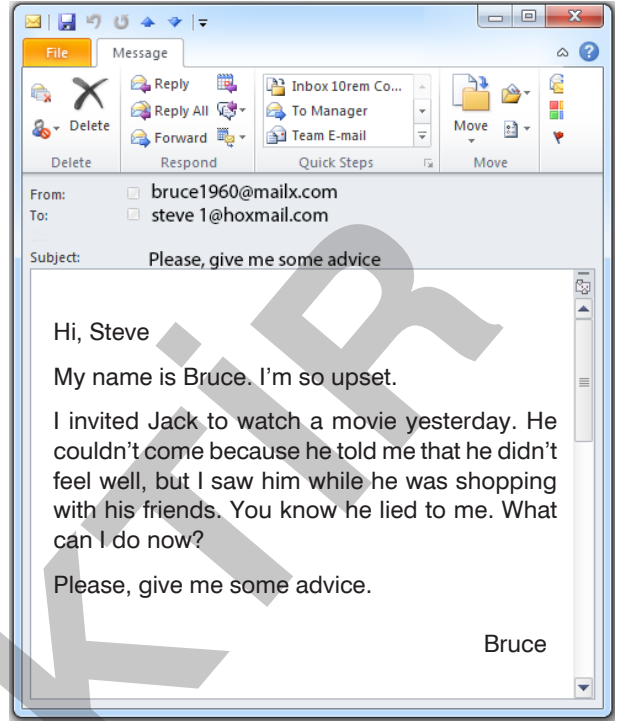 File Message
Delete
Reply
Reply All
Forward
Inbox 10rem Co...
To Manager
Team E-mail
Move
Delete Respond Quick Steps Move
From: bruce1960@mailx.com
To: steve 1@hoxmail.com
Subject: Please, give me some advice
Hi, Steve
My name is Bruce. I'm so upset.
I invited Jack to watch a movie yesterday. He
couldn't come because he told me that he didn't
feel well, but I saw him while he was shopping
with his friends. You know he lied to me. What
can I do now?
Please, give me some advice.
Bruce
KTİR